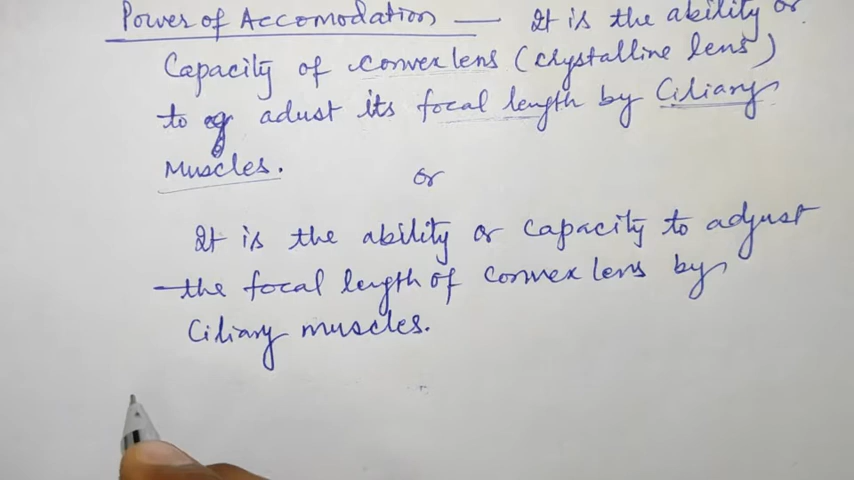 Power of Accomodation — It is the ability or
Capacity of convex lens (crystalline lens)
to adust its focal length by Ciliary
Muscles.
or
It is the ability or capacity to adjust
the focal length of convex lens by
Ciliary muscles.